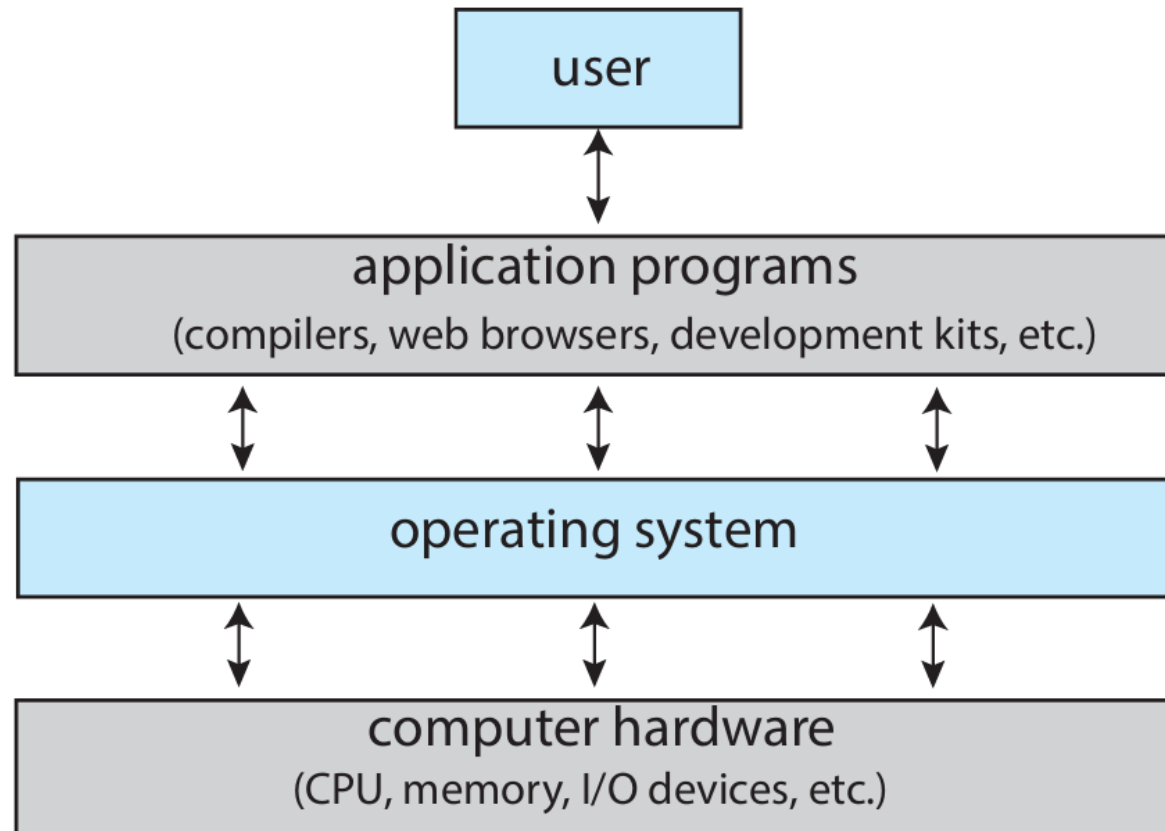 user
application programs
(compilers, web browsers, development kits, etc.)
operating system
computer hardware
(CPU, memory, I/O devices, etc.)